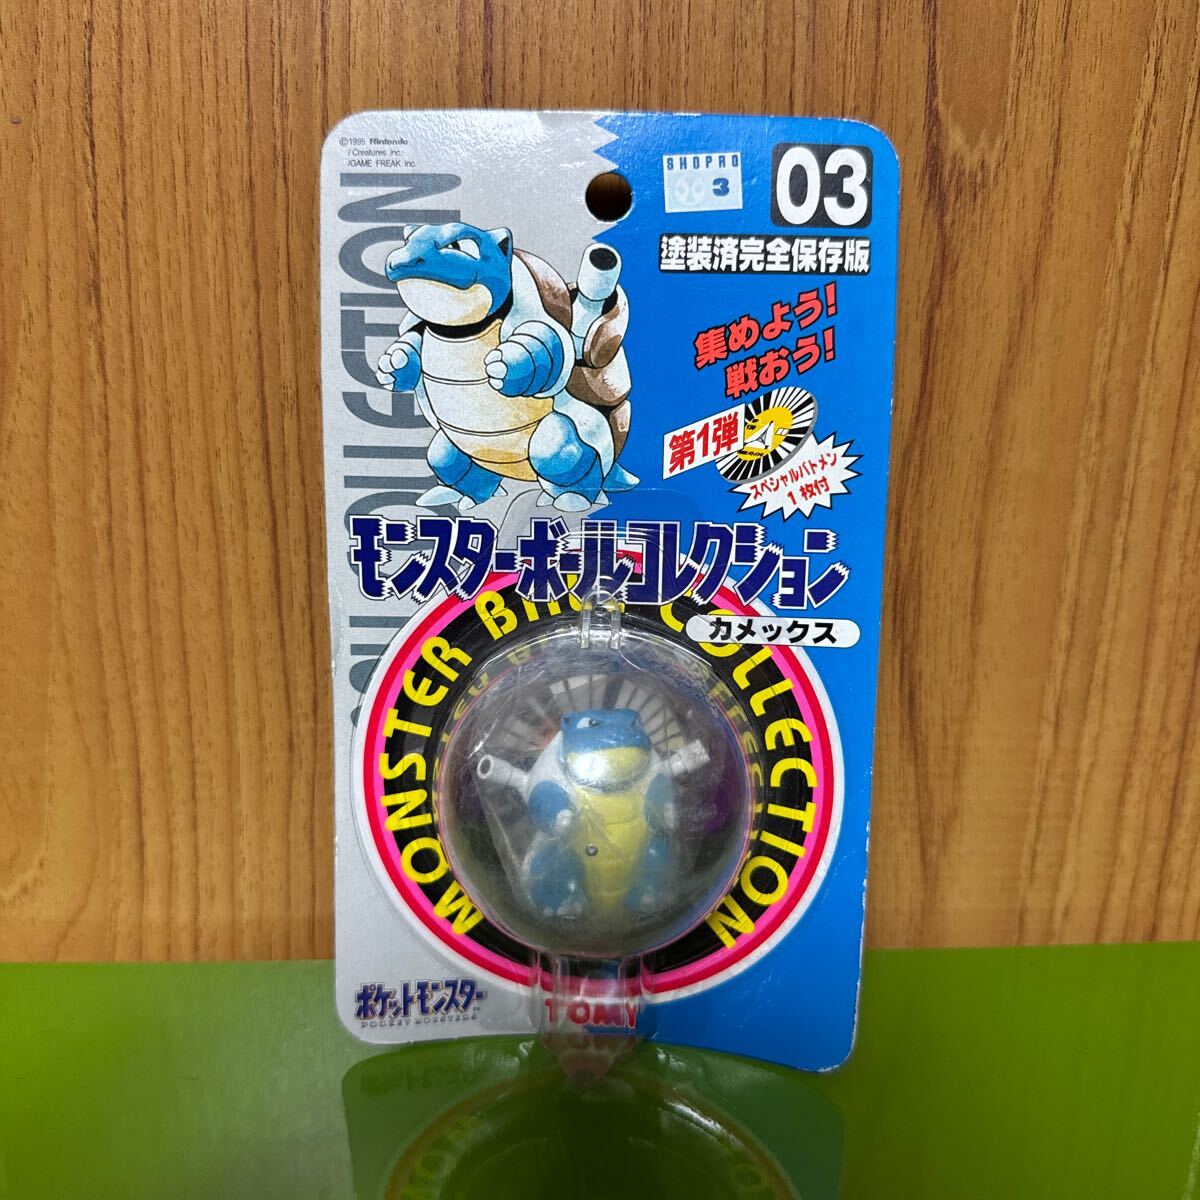 ©1995 Nintendo
/Creatures inc.
/GAME FREAK inc.
SHOPRO
3
03
塗装済完全保存版
集めよう!
戦おう!
第1弾
スペシャルバトメン
1枚付
COLLECTION
モンスターボールコレクション
カメックス
MONSTER BALL COLLECTION
ポケットモンスター
POCKET MONSTERS
TOMY